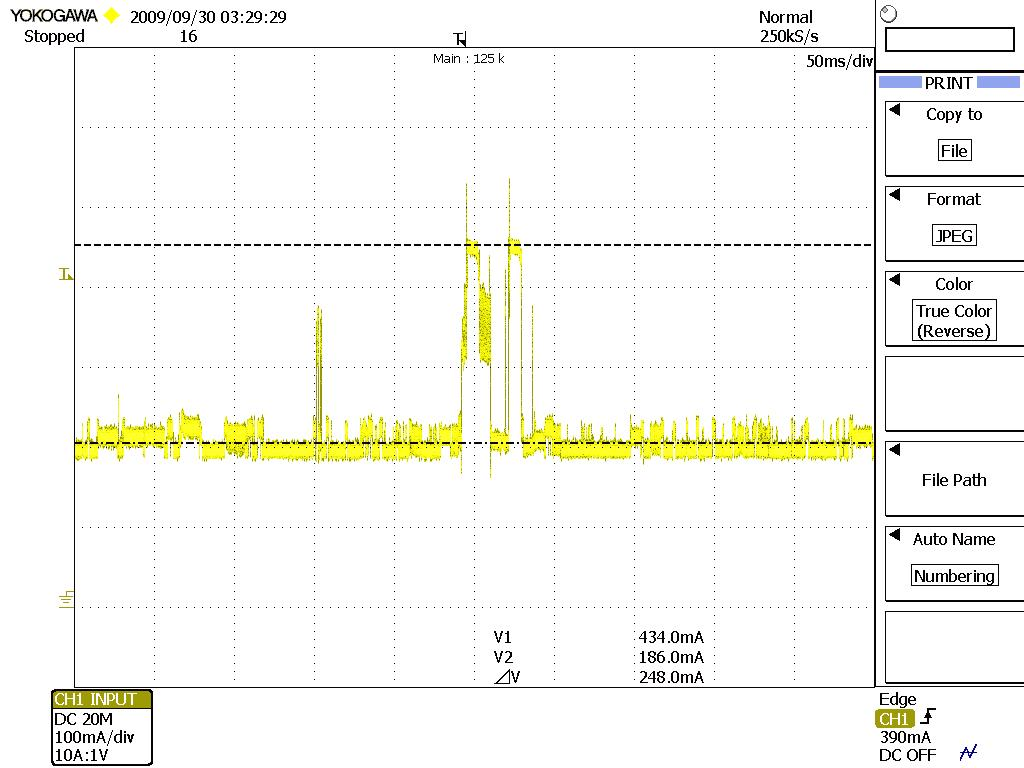 YOKOGAWA 2009/09/30 03:29:29 Normal
Stopped 16 250kS/s
T
Main : 125 k
50ms/div
T
PRINT
Copy to
File
Format
JPEG
Color
True Color
(Reverse)
File Path
Auto Name
Numbering
V1 434.0mA
V2 186.0mA
⊿V 248.0mA
CH1 INPUT
DC 20M
100mA/div
10A:1V
Edge
CH1
390mA
DC OFF